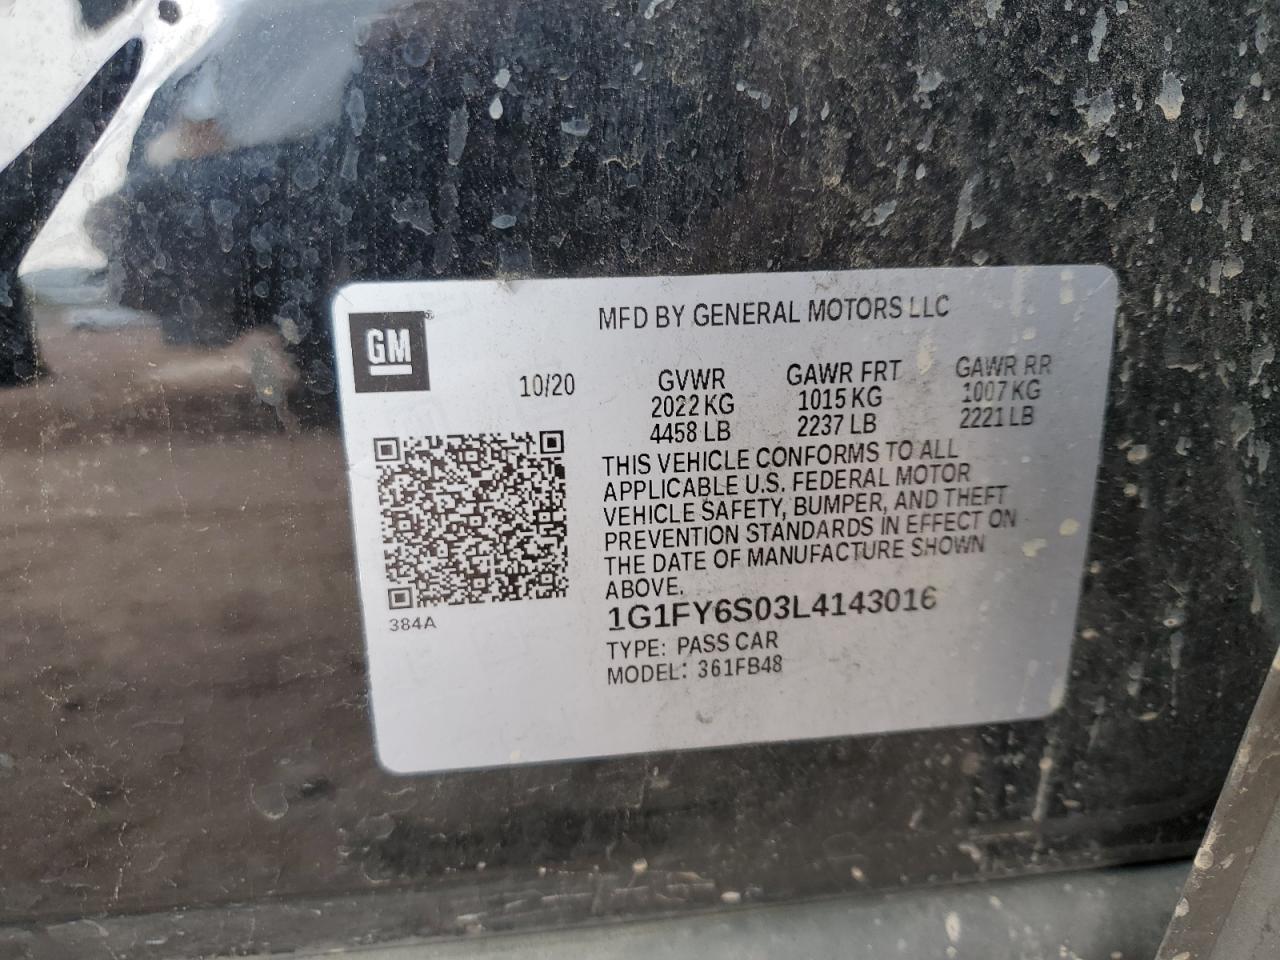 MFD BY GENERAL MOTORS LLC
GM®
10/20
GVWR GAWR FRT GAWR RR
2022 KG 1015 KG 1007 KG
4458 LB 2237 LB 2221 LB
THIS VEHICLE CONFORMS TO ALL
APPLICABLE U.S. FEDERAL MOTOR
VEHICLE SAFETY, BUMPER, AND THEFT
PREVENTION STANDARDS IN EFFECT ON
THE DATE OF MANUFACTURE SHOWN
ABOVE.
384A
1G1FY6S03L4143016
TYPE: PASS CAR
MODEL: 361FB48